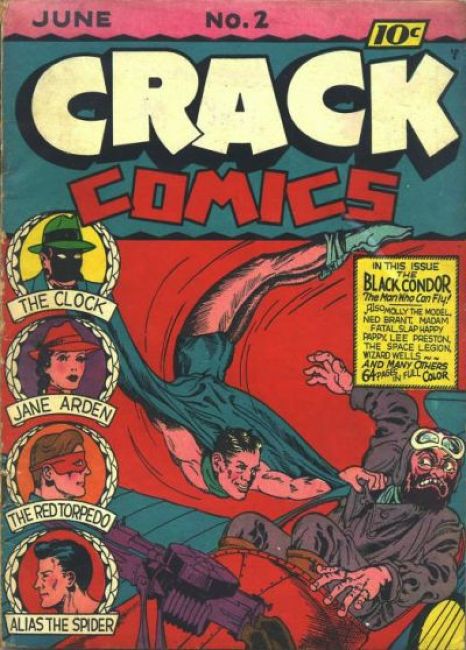 JUNE NO. 2
10¢
CRACK
COMICS
THE CLOCK
JANE ARDEN
THE RED TORPEDO
ALIAS THE SPIDER
IN THIS ISSUE
THE
BLACK CONDOR
The Man Who Can Fly!
Also MOLLY THE MODEL,
NED BRANT, MADAM
FATAL, SLAP HAPPY
PAPPY, LEE PRESTON,
THE SPACE LEGION,
WIZARD WELLS ~~
AND MANY OTHERS
64 PAGES IN FULL COLOR